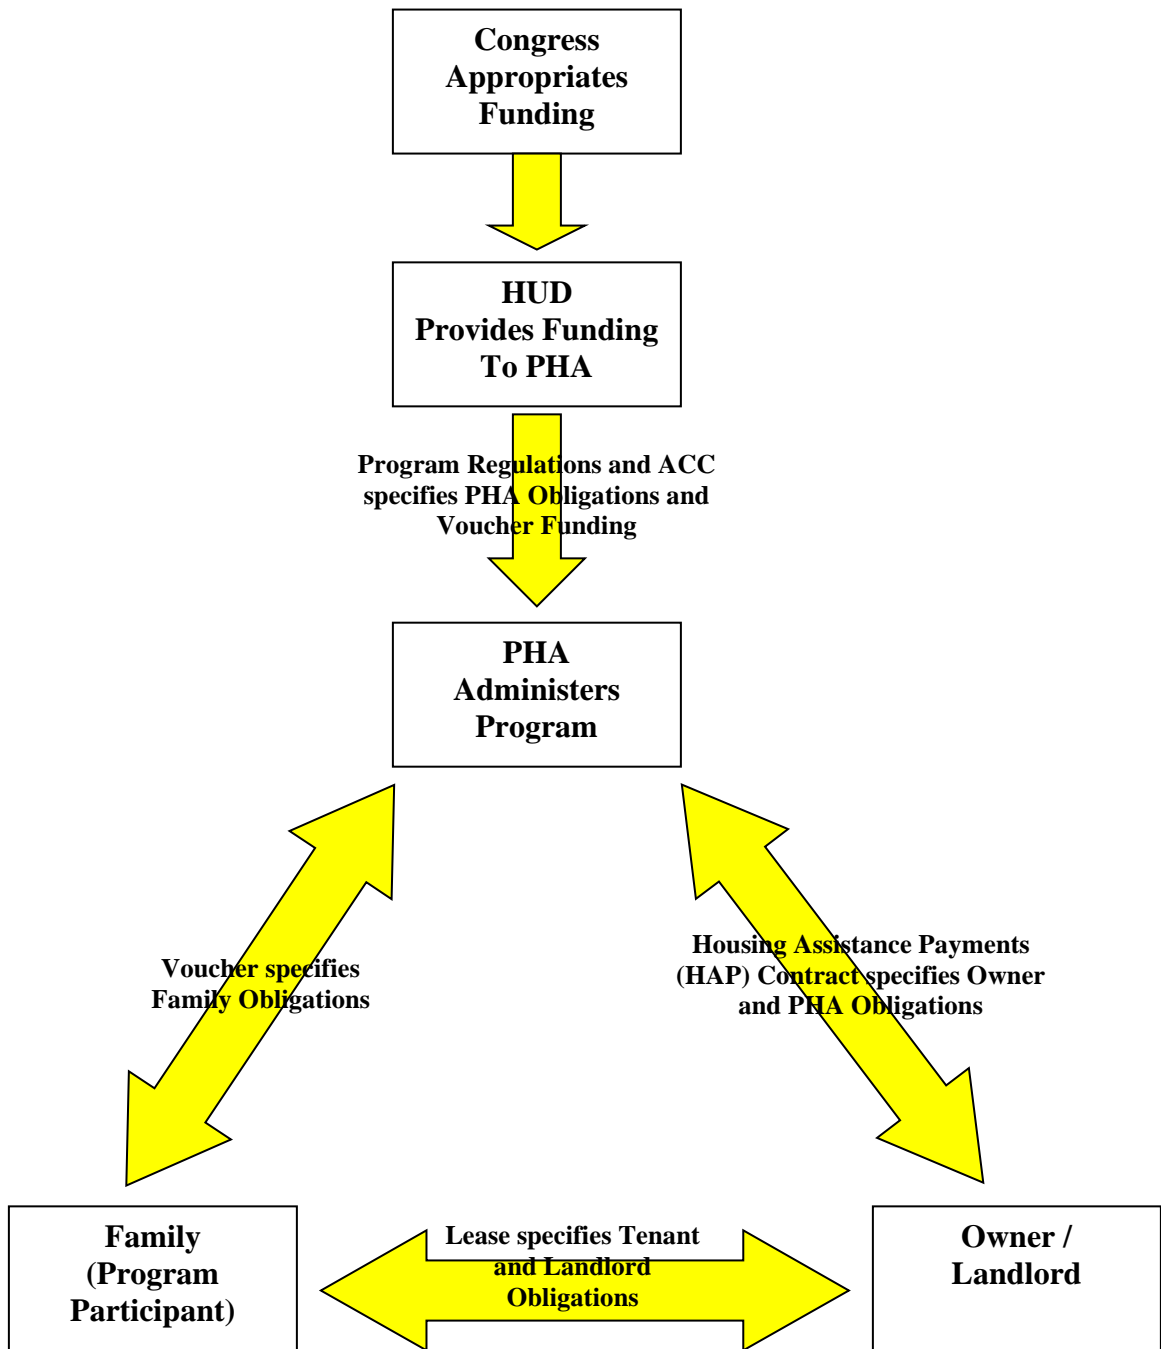 Congress
Appropriates
Funding
HUD
Provides Funding
To PHA
Program Regulations and ACC
specifies PHA Obligations and
Voucher Funding
PHA
Administers
Program
Voucher specifies
Family Obligations
Housing Assistance Payments
(HAP) Contract specifies Owner
and PHA Obligations
Family
(Program
Participant)
Lease specifies Tenant
and Landlord
Obligations
Owner /
Landlord